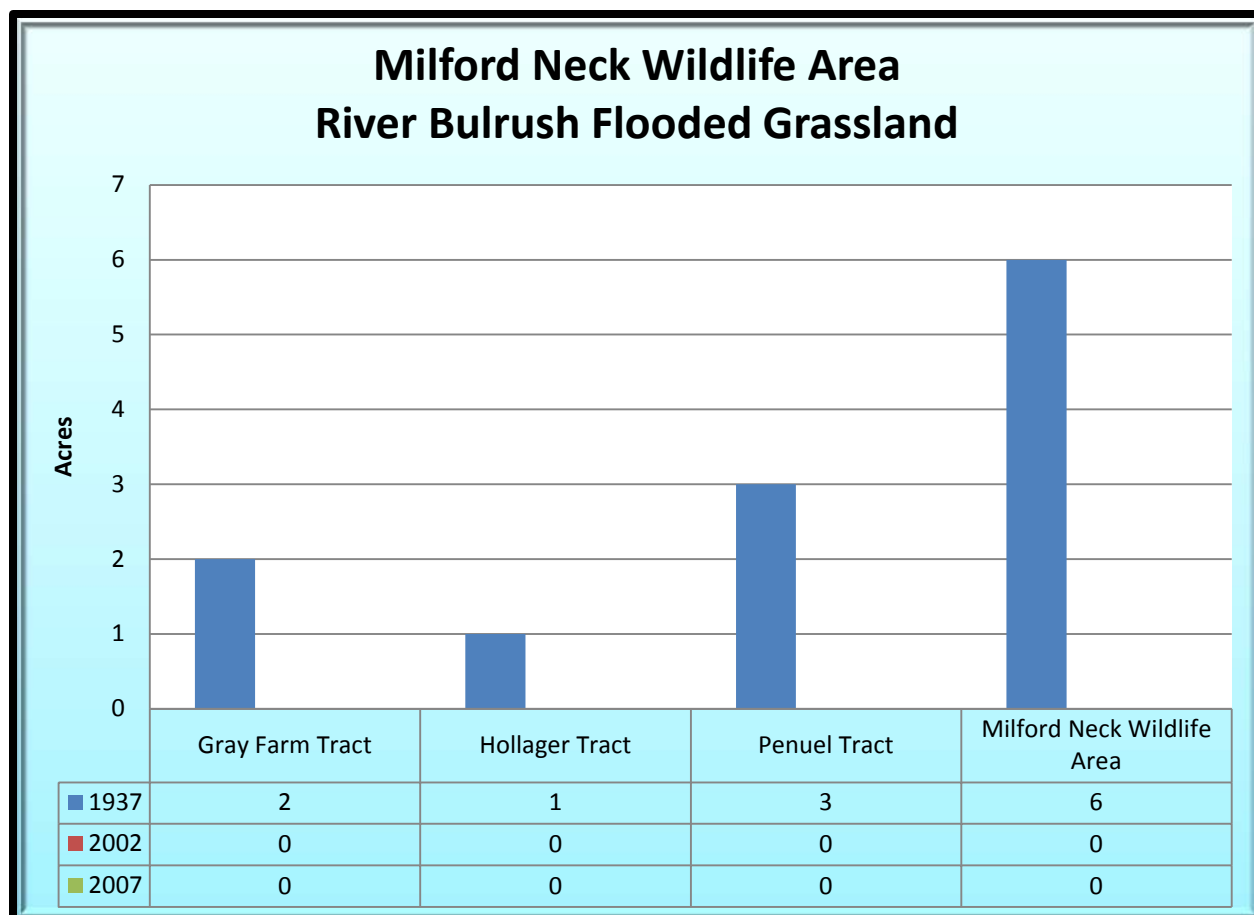 Milford Neck Wildlife Area
River Bulrush Flooded Grassland
7
6
5
4
3
2
1
0
Acres
Gray Farm Tract Hollager Tract Penuel Tract Milford Neck Wildlife
Area
1937 2 1 3 6
2002 0 0 0 0
2007 0 0 0 0